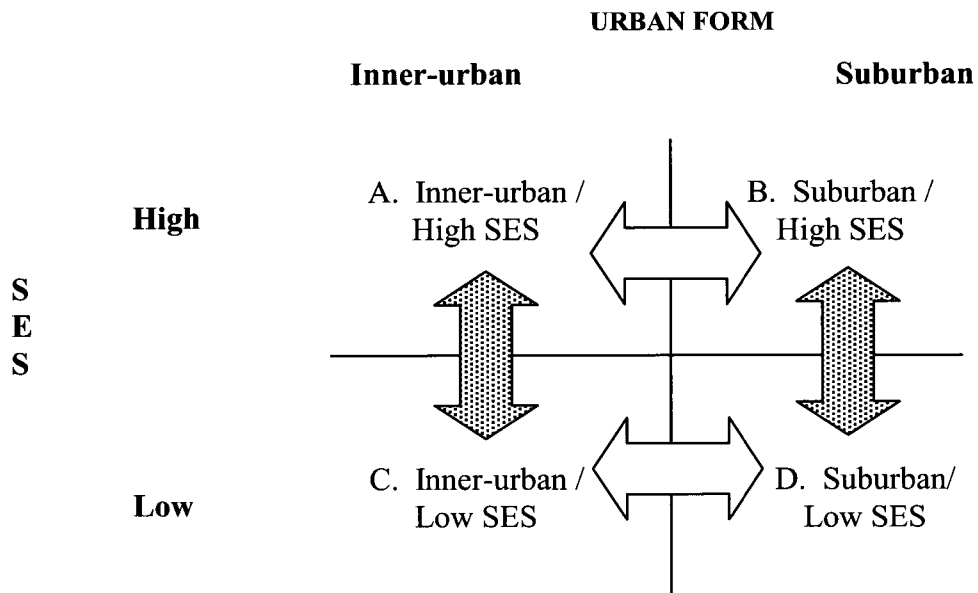 URBAN FORM
Inner-urban Suburban
High
A. Inner-urban /
High SES
B. Suburban /
High SES
S
E
S
Low
C. Inner-urban /
Low SES
D. Suburban/
Low SES